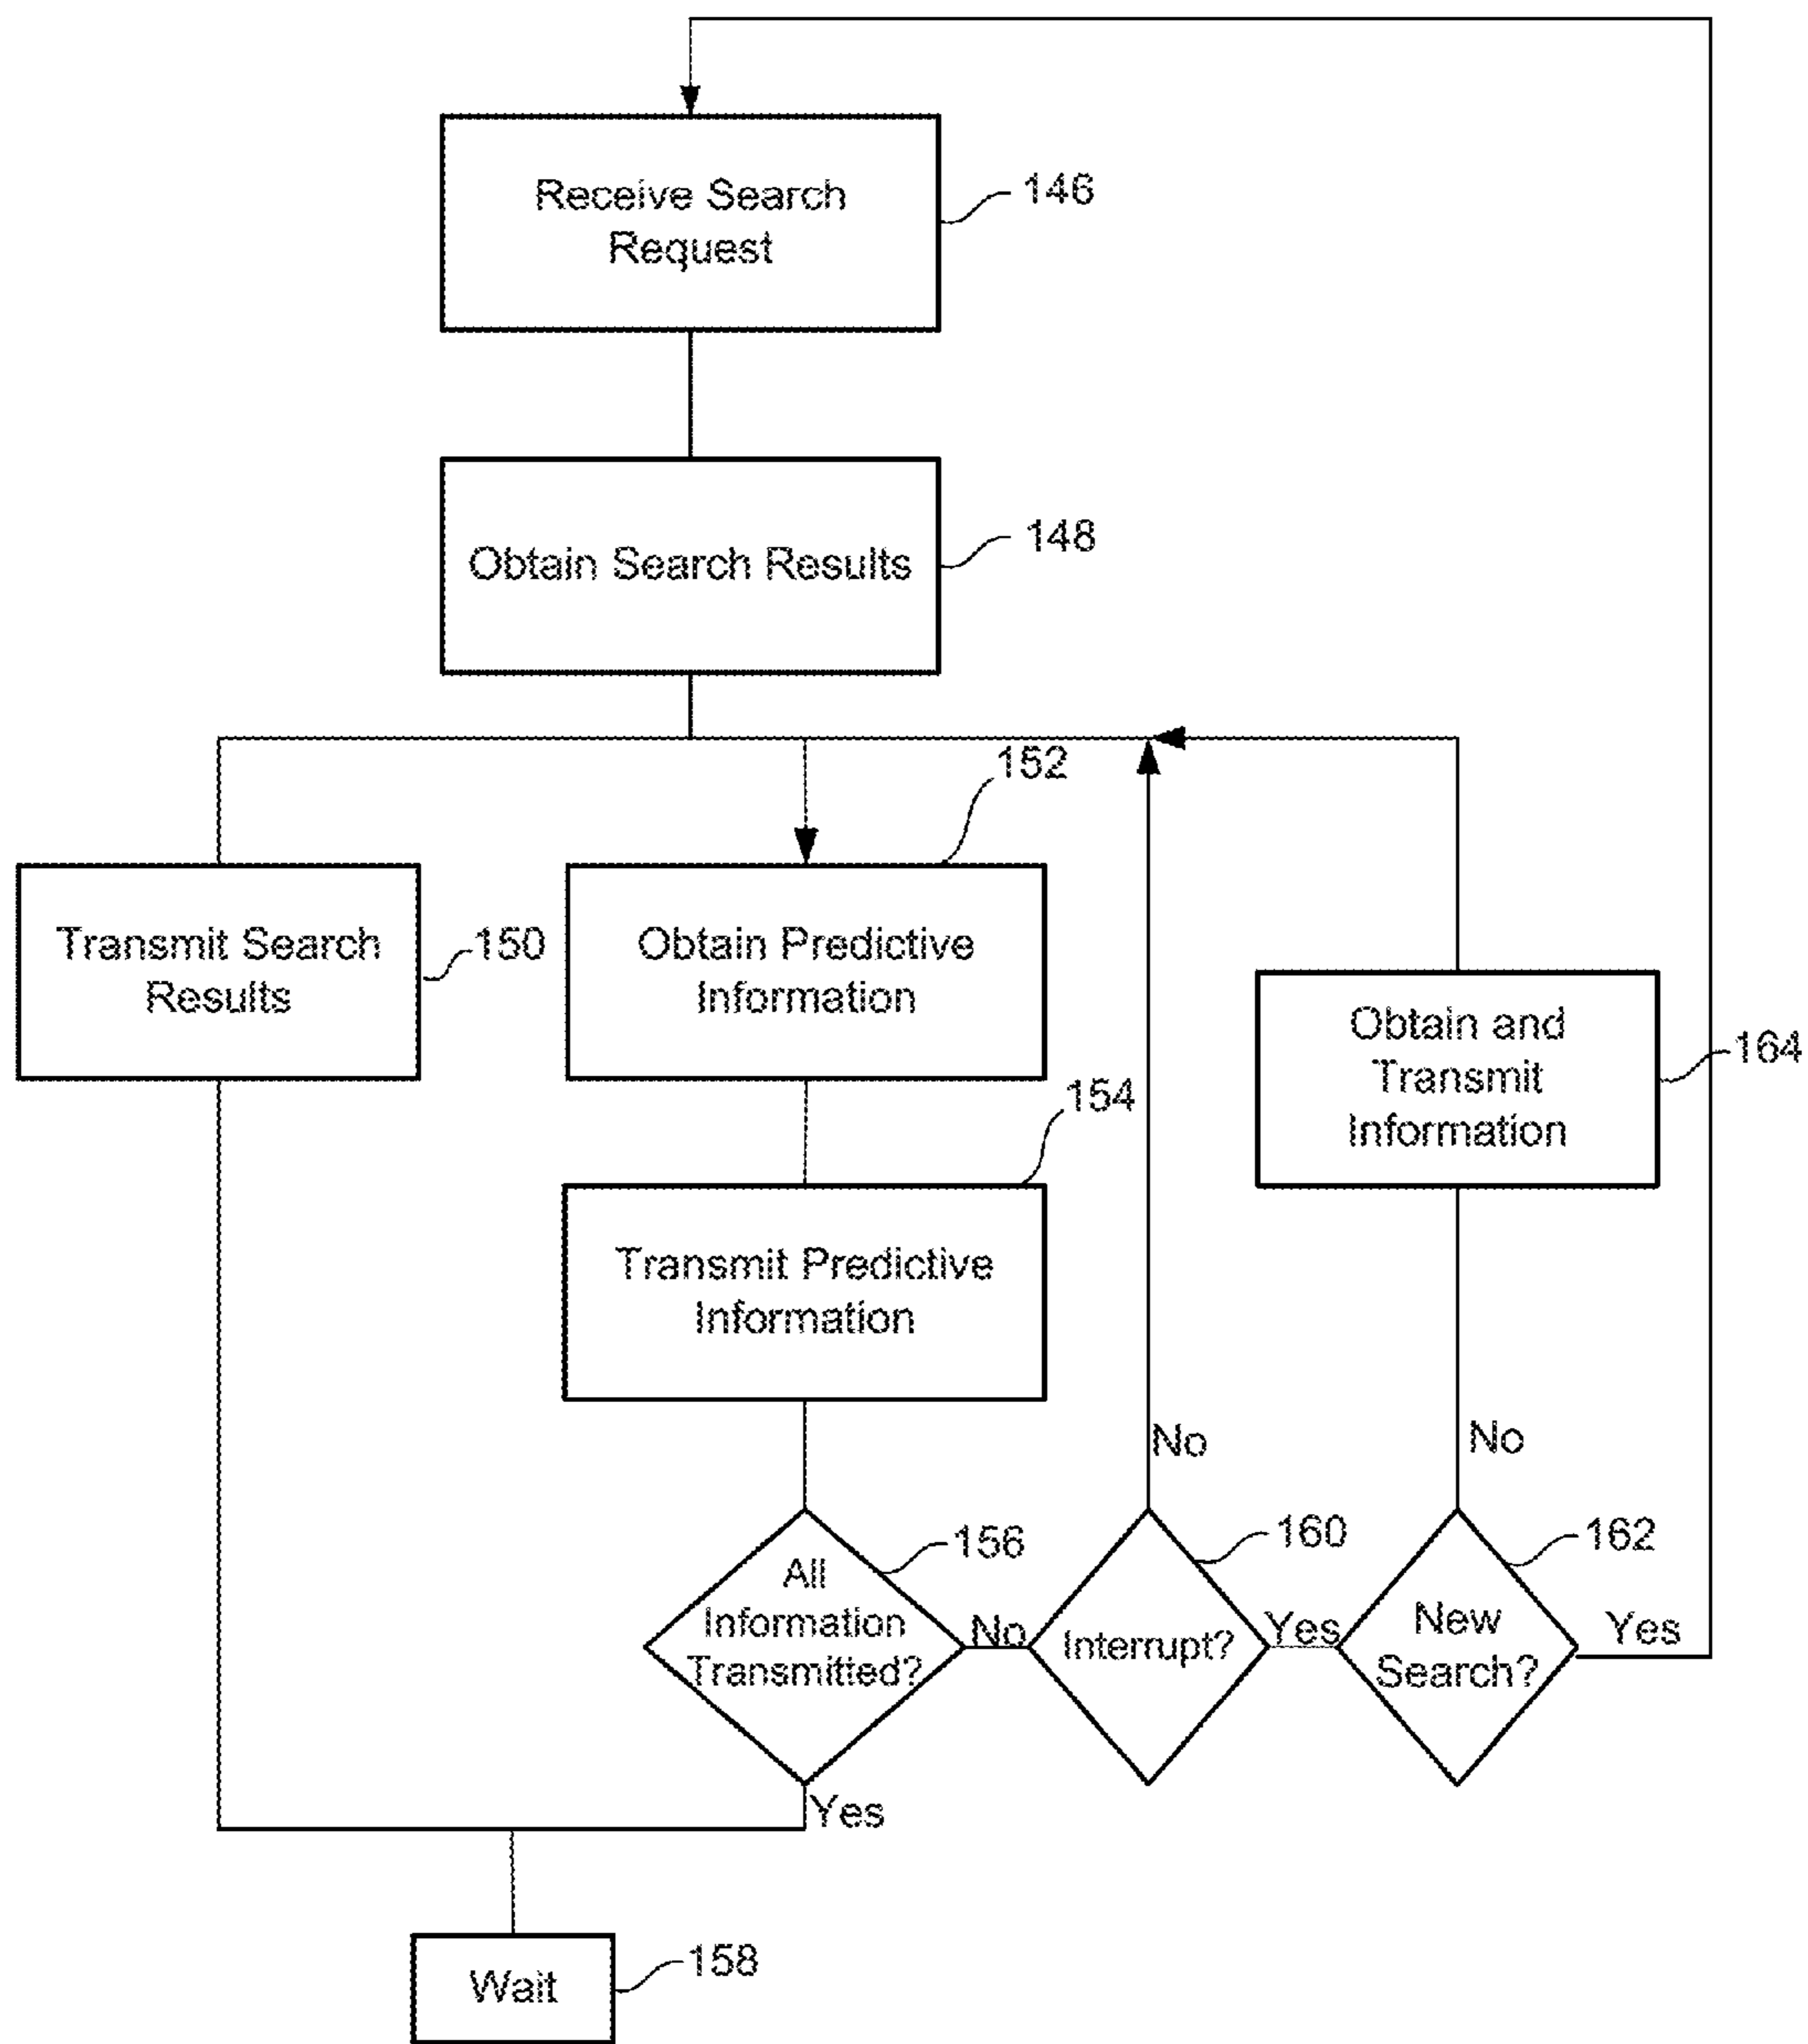 Receive Search
Request
146
Obtain Search Results
148
152
Transmit Search
Results
150
Obtain Predictive
Information
Obtain and
Transmit
Information
164
154
Transmit Predictive
Information
No
No
All
Information
Transmitted?
156
No
Interrupt?
160
Yes
New
Search?
162
Yes
Yes
Wait
158